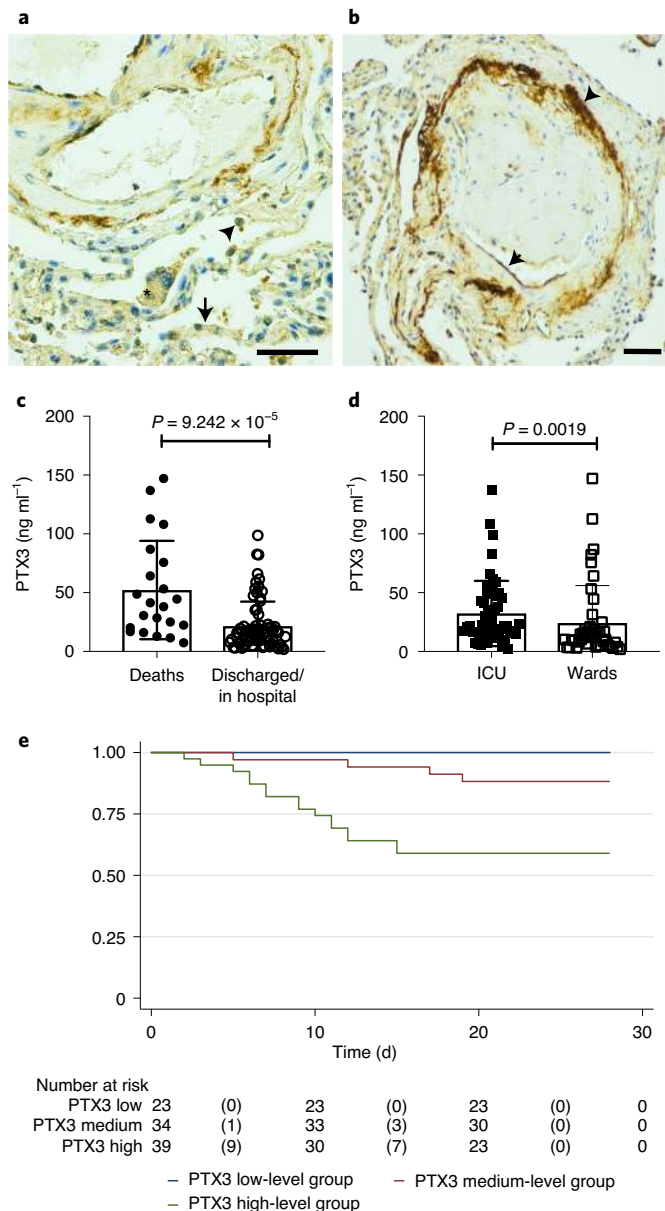 a
b
*
c
200
150
100
50
0
PTX3 (ng ml⁻¹)
P = 9.242 × 10⁻⁵
Deaths
Discharged/
in hospital
d
200
150
100
50
0
PTX3 (ng ml⁻¹)
P = 0.0019
ICU
Wards
e
1.00
0.75
0.50
0.25
0
0 10 20 30
Time (d)
Number at risk
PTX3 low 23 (0) 23 (0) 23 (0) 0
PTX3 medium 34 (1) 33 (3) 30 (0) 0
PTX3 high 39 (9) 30 (7) 23 (0) 0
PTX3 low-level group PTX3 medium-level group
PTX3 high-level group